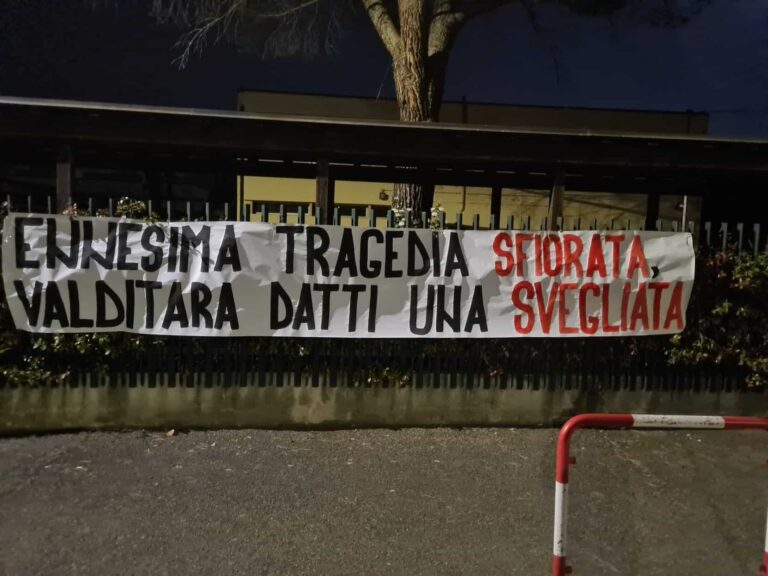 ENNESIMA TRAGEDIA SFIORATA,
VALDITARA DATTI UNA SVEGLIATA